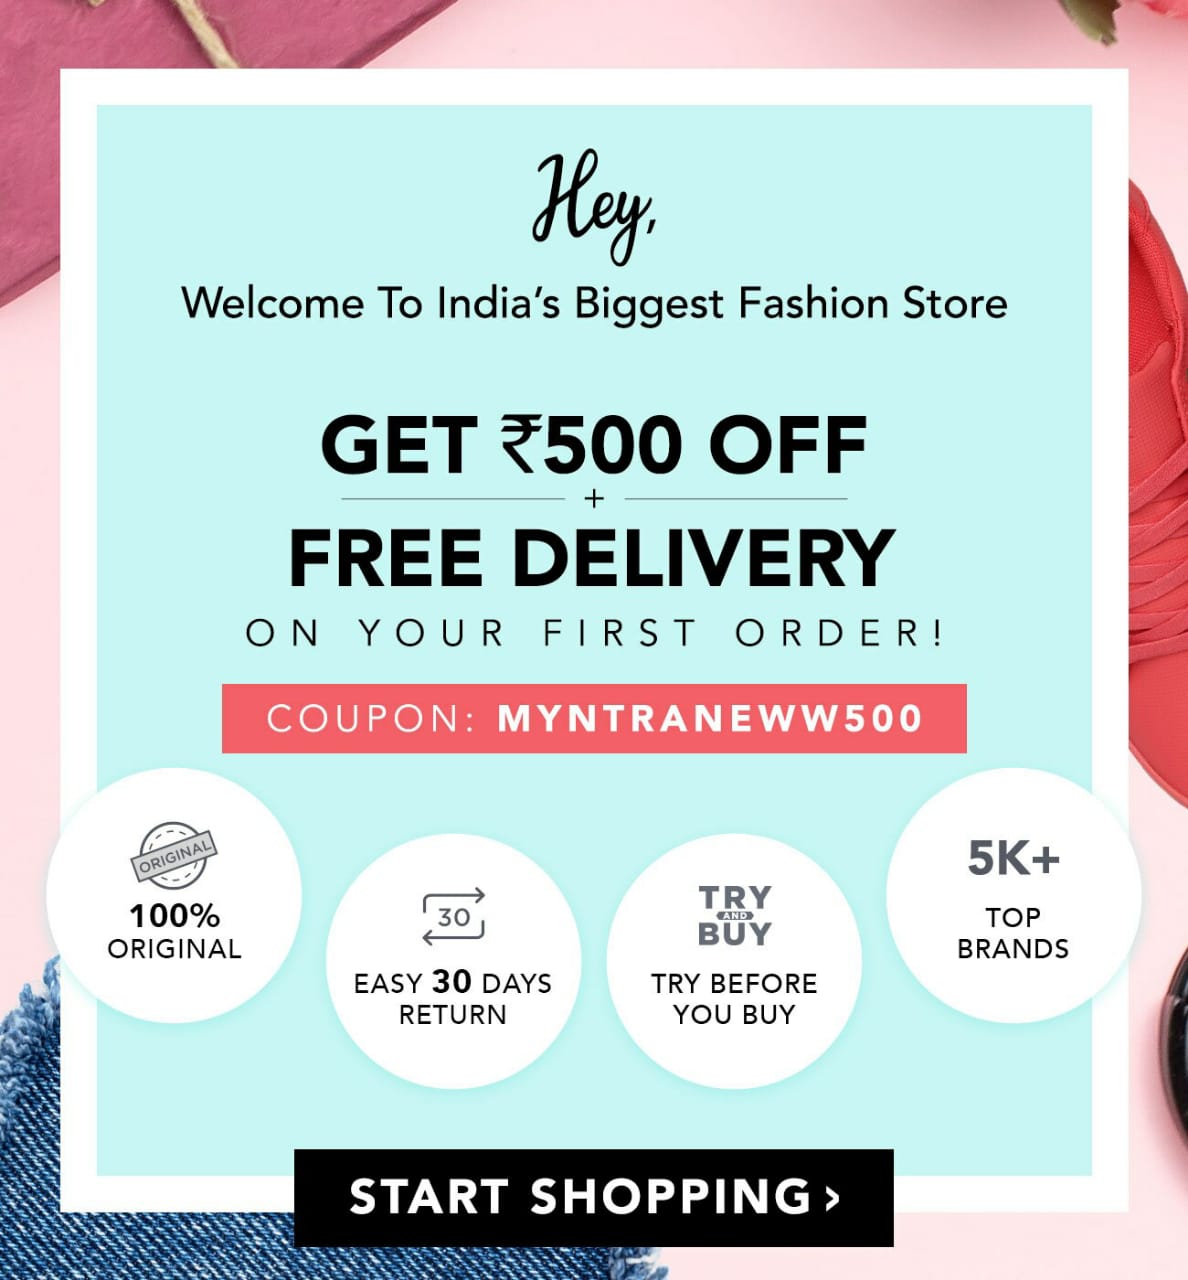 Hey,
Welcome To India's Biggest Fashion Store
GET ₹500 OFF
+
FREE DELIVERY
ON YOUR FIRST ORDER!
COUPON: MYNTRANEWW500
ORIGINAL
100%
ORIGINAL
30
EASY 30 DAYS
RETURN
TRY
AND
BUY
TRY BEFORE
YOU BUY
5K+
TOP
BRANDS
START SHOPPING ›